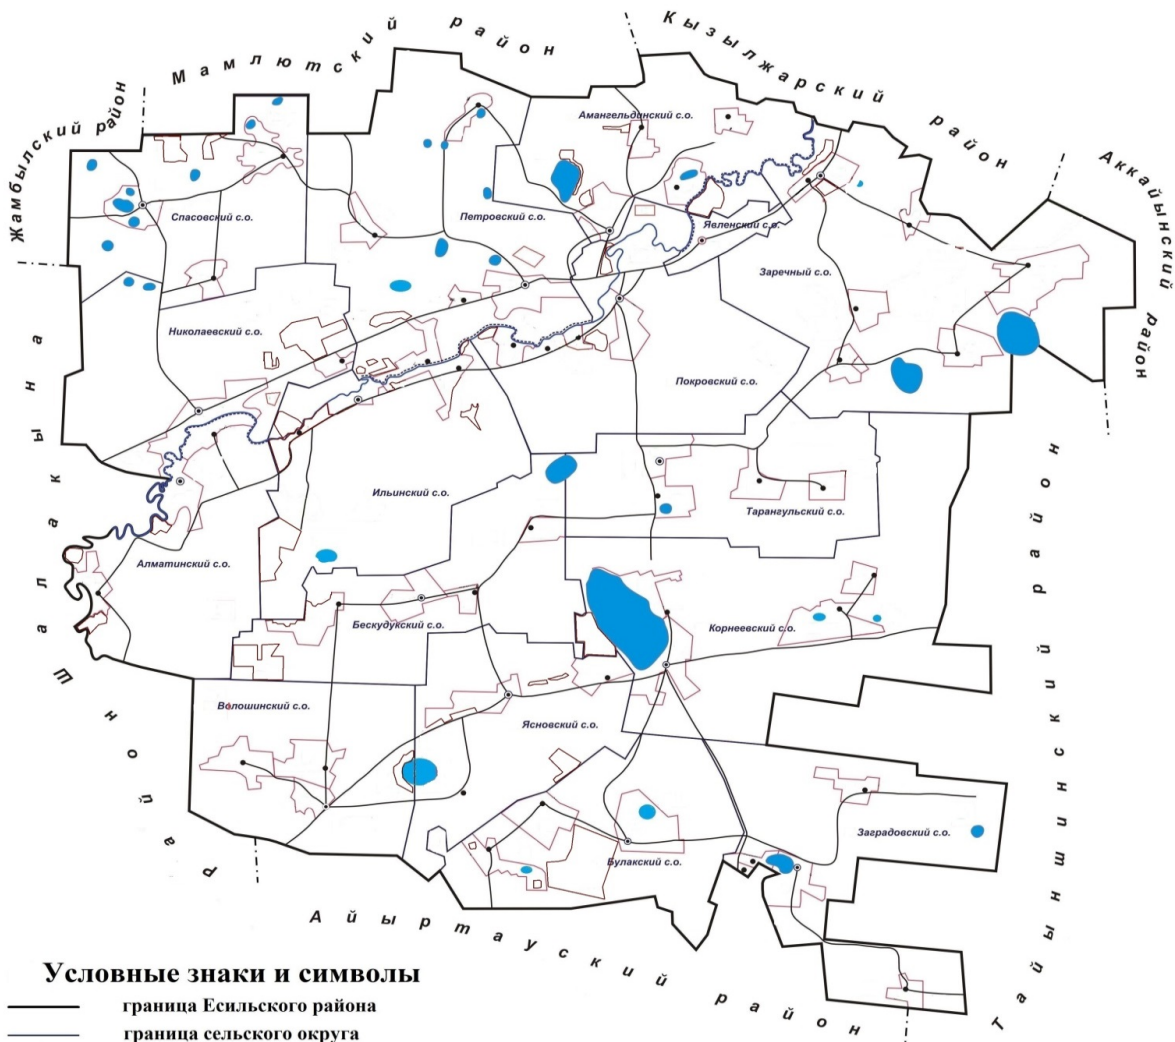 Мамлютский район
Кызылжарский район
Жамбылский район
Аккайынский район
Амангельдинский с.о.
Спасовский с.о.
Петровский с.о.
Явленский с.о.
Заречный с.о.
Николаевский с.о.
Покровский с.о.
Ильинский с.о.
Тарангульский с.о.
Алматинский с.о.
Бескудукский с.о.
Корнеевский с.о.
Волошинский с.о.
Ясновский с.о.
Заградовский с.о.
Булакский с.о.
Шал акына
район
Айыртауский район
Тайыншинский район
Условные знаки и символы
граница Есильского района
граница сельского округа